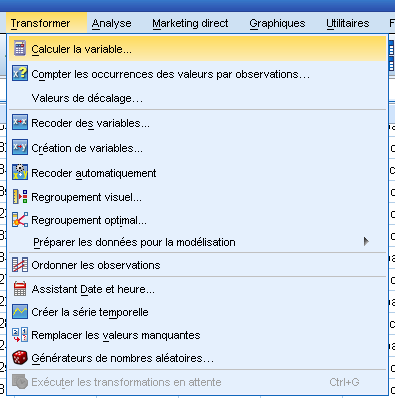 Transformer Analyse Marketing direct Graphiques Utilitaires
Calculer la variable...
Compter les occurrences des valeurs par observations...
Valeurs de décalage...
Recoder des variables...
Création de variables...
Recoder automatiquement
Regroupement visuel...
Regroupement optimal...
Préparer les données pour la modélisation
Ordonner les observations
Assistant Date et heure...
Créer la série temporelle
Remplacer les valeurs manquantes
Générateurs de nombres aléatoires...
Exécuter les transformations en attente Ctrl+G